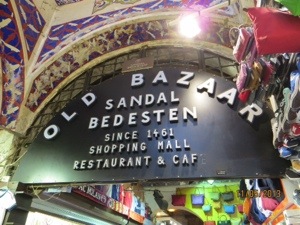 OLD BAZAAR
SANDAL
BEDESTEN
SINCE 1461
SHOPPING MALL
RESTAURANT & CAFE